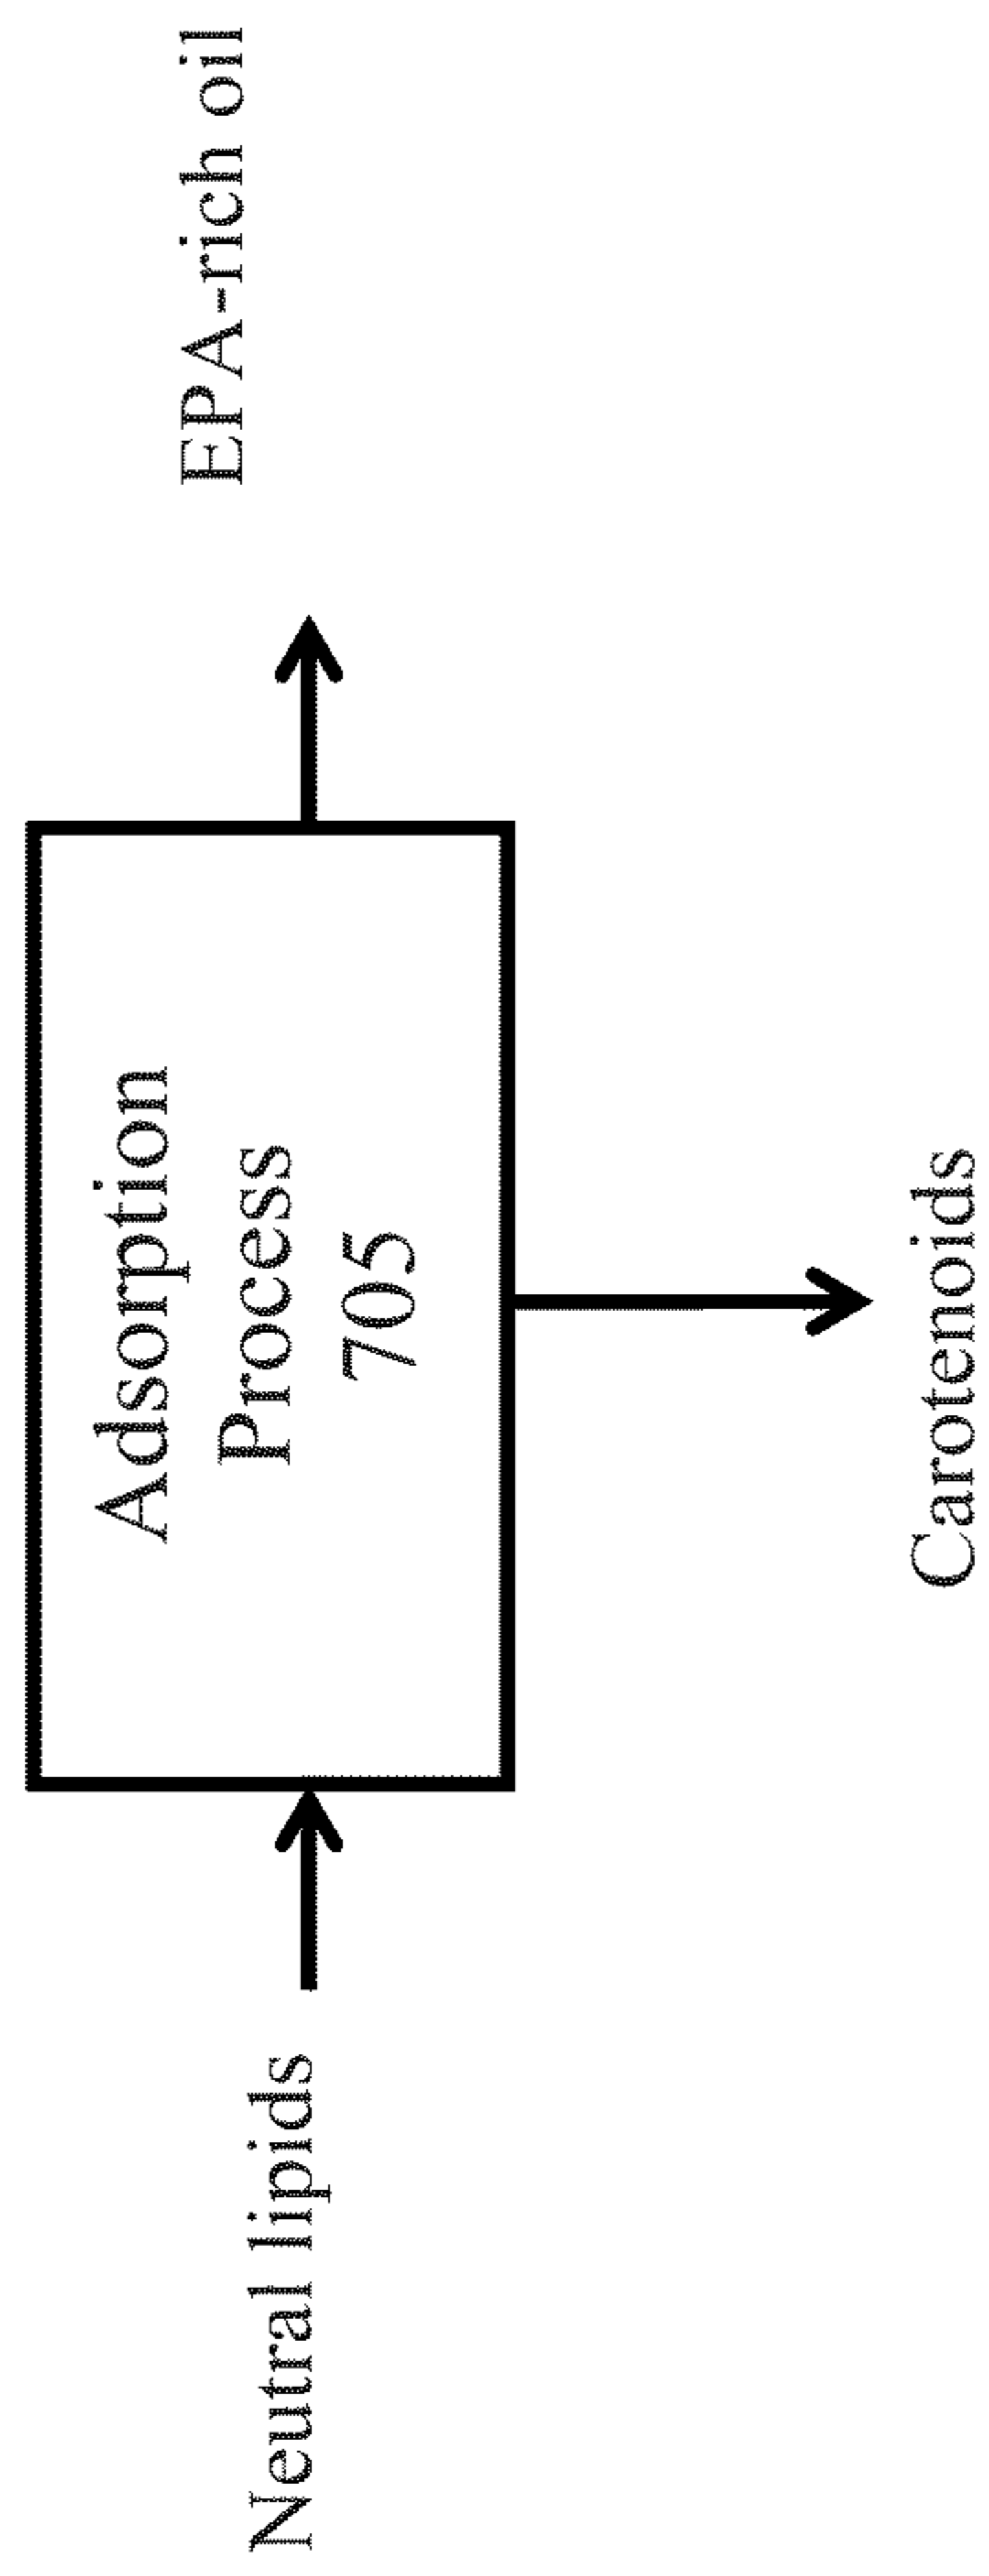 Neutral lipids
Adsorption
Process
705
EPA-rich oil
Carotenoids